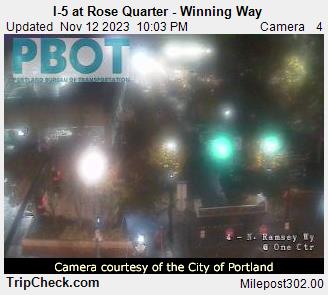 I-5 at Rose Quarter - Winning Way
Updated Nov 12 2023 10:03 PM Camera 4
PBOT
PORTLAND BUREAU OF TRANSPORTATION
4 - N. Ramsey Wy
@ One Ctr
Camera courtesy of the City of Portland
TripCheck.com Milepost302.00